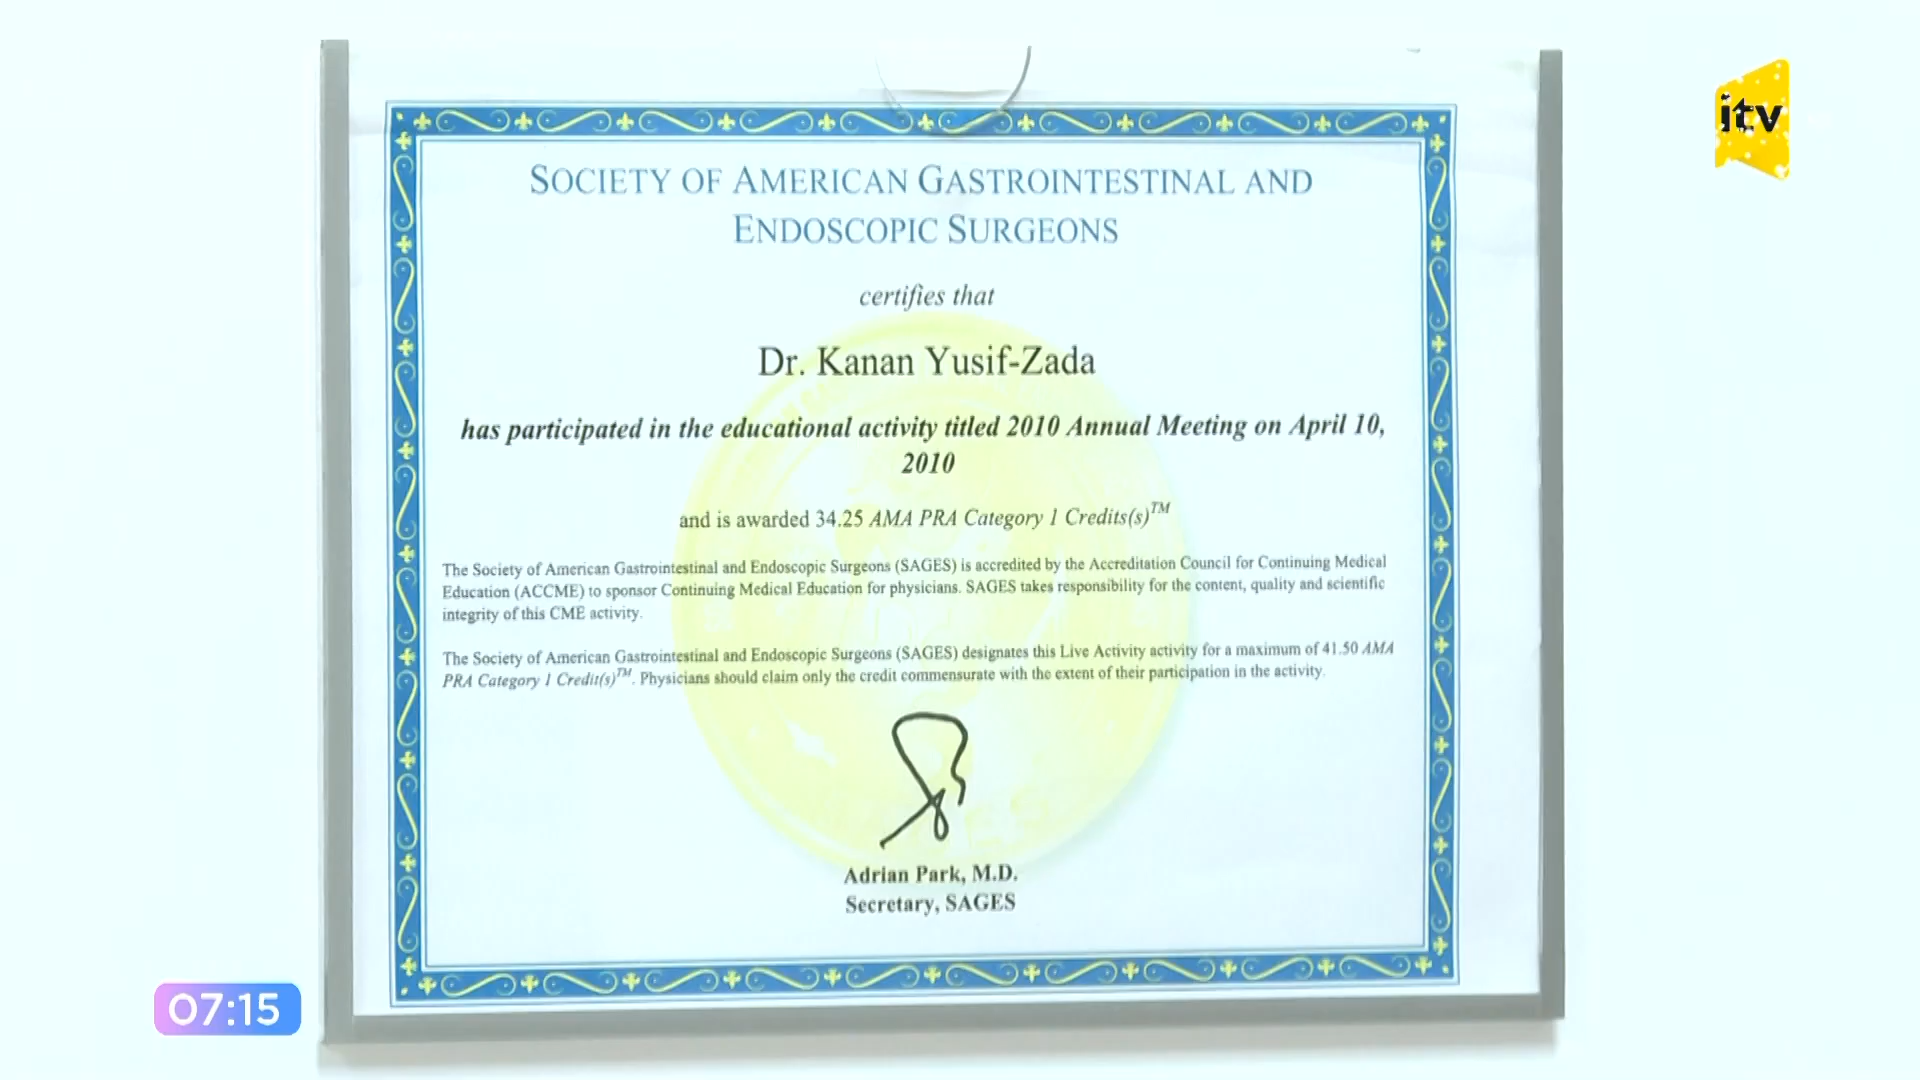 itv
SOCIETY OF AMERICAN GASTROINTESTINAL AND
ENDOSCOPIC SURGEONS
certifies that
Dr. Kanan Yusif-Zada
has participated in the educational activity titled 2010 Annual Meeting on April 10,
2010
and is awarded 34.25 AMA PRA Category 1 Credits(s)™
The Society of American Gastrointestinal and Endoscopic Surgeons (SAGES) is accredited by the Accreditation Council for Continuing Medical
Education (ACCME) to sponsor Continuing Medical Education for physicians. SAGES takes responsibility for the content, quality and scientific
integrity of this CME activity.
The Society of American Gastrointestinal and Endoscopic Surgeons (SAGES) designates this Live Activity activity for a maximum of 41.50 AMA
PRA Category 1 Credit(s)™. Physicians should claim only the credit commensurate with the extent of their participation in the activity.
Adrian Park, M.D.
Secretary, SAGES
07:15